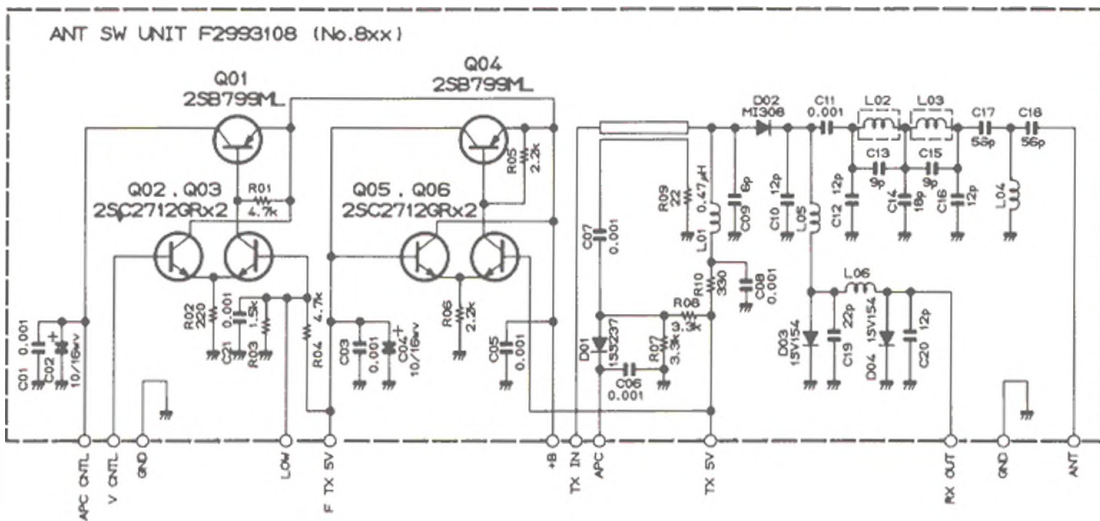 ANT SW UNIT F2993108 (No.8xx)
Q01
2SB799ML
Q04
2SB799ML
Q02 . Q03
2SC2712GRx2
R01
4.7k
Q05 . Q06
2SC2712GRx2
R05
2.2k
D02
MI308
C11
0.001
L02
L03
C17
56p
C18
56p
C13
9p
C15
9p
R09
22
0.47μH
L01
C09
6p
C10
12p
L05
C12
12p
C14
18p
C16
12p
L04
C07
0.001
R10
330
C08
0.001
R08
3.3k
R07
3.3k
D01
1SS237
C06
0.001
L06
D03
1SV154
C19
22p
D04
1SV154
C20
12p
R02
220
C21
0.001
R03
1.5k
R04
4.7k
C03
0.001
C04
10/16wv
R06
2.2k
C05
0.001
C01 0.001
C02
10/16wv
APC CNTL
V CNTL
GND
LOW
F TX 5V
+B
TX IN
APC
TX 5V
RX OUT
GND
ANT